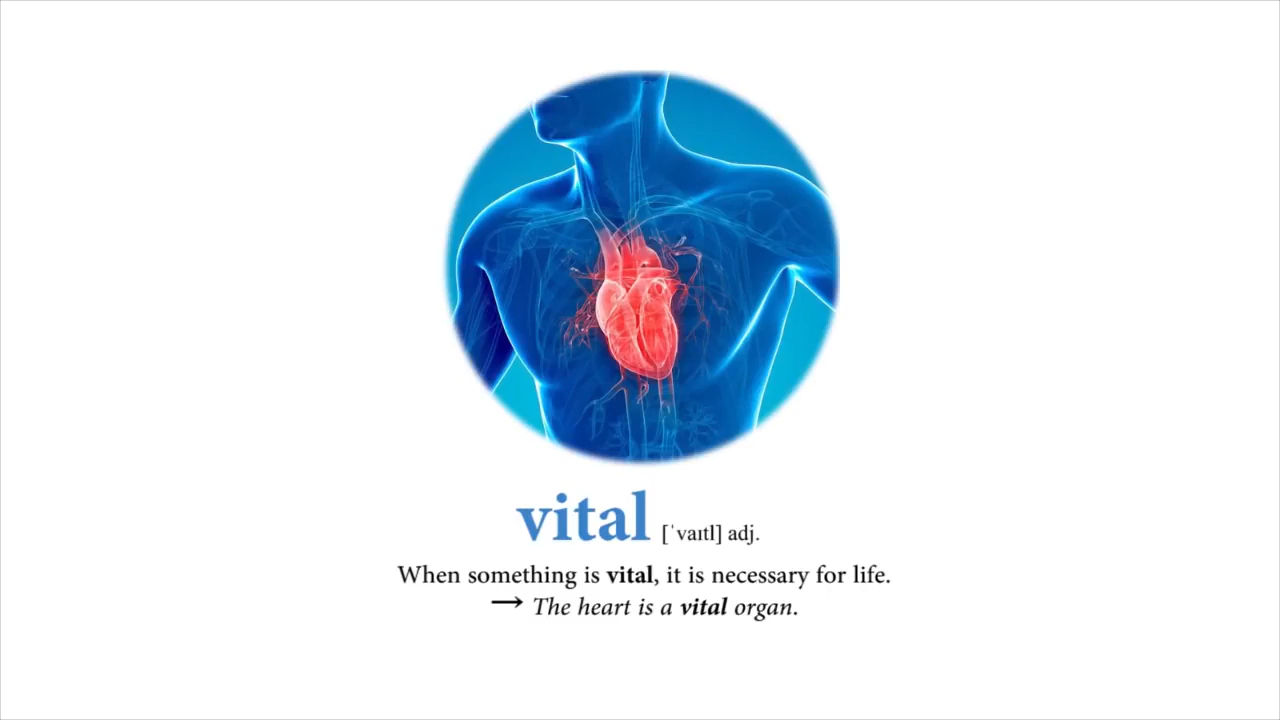 vital [ˈvaɪtl] adj.
When something is vital, it is necessary for life.
→ The heart is a vital organ.